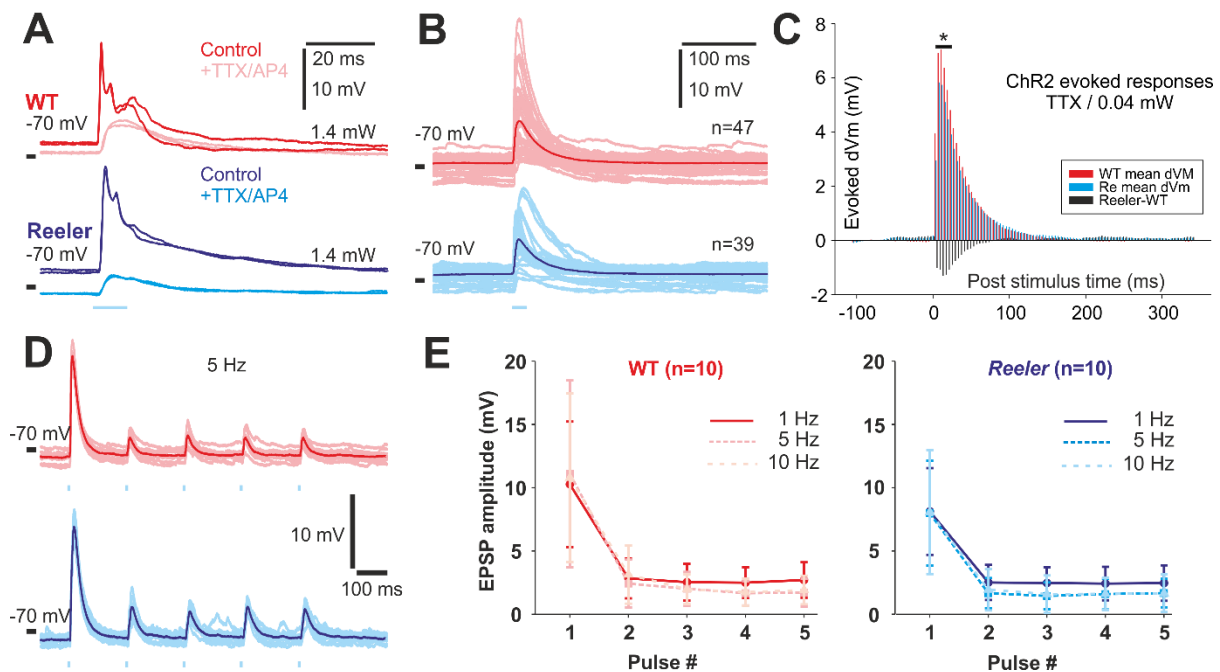 A
Control
+TTX/AP4
20 ms
10 mV
WT
-70 mV
1.4 mW
Control
+TTX/AP4
Reeler
-70 mV
1.4 mW
B
100 ms
10 mV
-70 mV
n=47
-70 mV
n=39
C
*
ChR2 evoked responses
TTX / 0.04 mW
Evoked dVm (mV)
8
6
4
2
0
-2
WT mean dVM
Re mean dVm
Reeler-WT
Post stimulus time (ms)
-100 0 100 200 300
D
5 Hz
-70 mV
-70 mV
10 mV
100 ms
E
WT (n=10)
1 Hz
5 Hz
10 Hz
EPSP amplitude (mV)
20
15
10
5
0
1 2 3 4 5
Pulse #
Reeler (n=10)
1 Hz
5 Hz
10 Hz
20
15
10
5
0
1 2 3 4 5
Pulse #